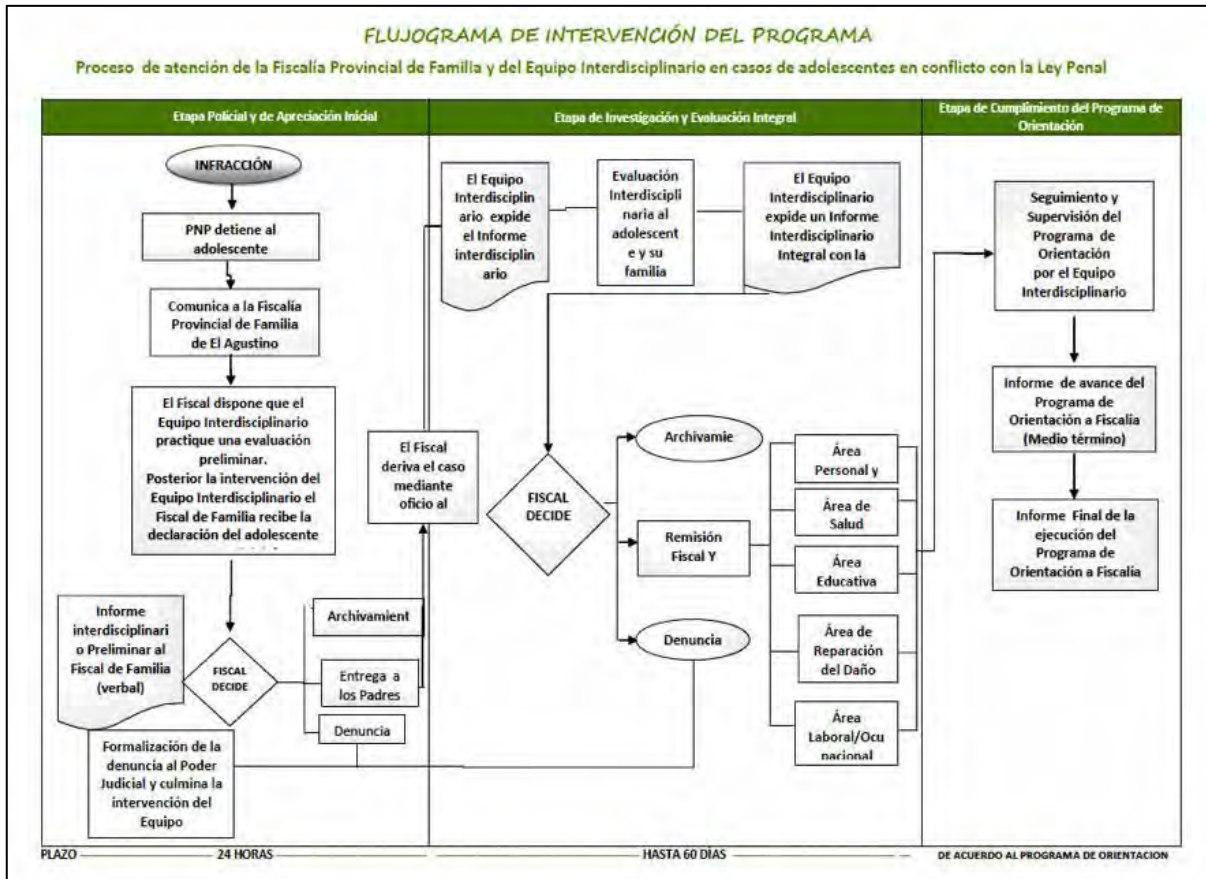 FLUJOGRAMA DE INTERVENCIÓN DEL PROGRAMA
Proceso de atención de la Fiscalía Provincial de Familia y del Equipo Interdisciplinario en casos de adolescentes en conflicto con la Ley Penal
Etapa Policial y de Apreciación Inicial
INFRACCIÓN
PNP detiene al
adolescente
Comunica a la Fiscalía
Provincial de Familia
de El Agustino
El Fiscal dispone que el
Equipo Interdisciplinario
practique una evaluación
preliminar.
Posterior la intervención del
Equipo Interdisciplinario el
Fiscal de Familia recibe la
declaración del adolescente
Informe
interdisciplinari
o Preliminar al
Fiscal de Familia
(verbal)
FISCAL
DECIDE
Archivamient
Entrega a
los Padres
Denuncia
Formalización de la
denuncia al Poder
Judicial y culmina la
intervención del
Equipo
El Fiscal
deriva el caso
mediante
oficio al
Etapa de Investigación y Evaluación Integral
El Equipo
Interdisciplin
ario expide
el Informe
interdisciplin
ario
Evaluación
Interdiscipli
naria al
adolescent
e y su
familia
El Equipo
Interdisciplinario
expide un Informe
Interdisciplinario
Integral con la
FISCAL
DECIDE
Archivamie
Remisión
Fiscal Y
Denuncia
Área
Personal y
Área de
Salud
Área
Educativa
Área de
Reparación
del Daño
Área
Laboral/Ocu
nacional
Etapa de Cumplimiento del Programa de
Orientación
Seguimiento y
Supervisión del
Programa de
Orientación
por el Equipo
Interdisciplinario
Informe de avance del
Programa de
Orientación a Fiscalía
(Medio término)
Informe Final de la
ejecución del
Programa de
Orientación a Fiscalía
PLAZO
24 HORAS
HASTA 60 DÍAS
DE ACUERDO AL PROGRAMA DE ORIENTACION